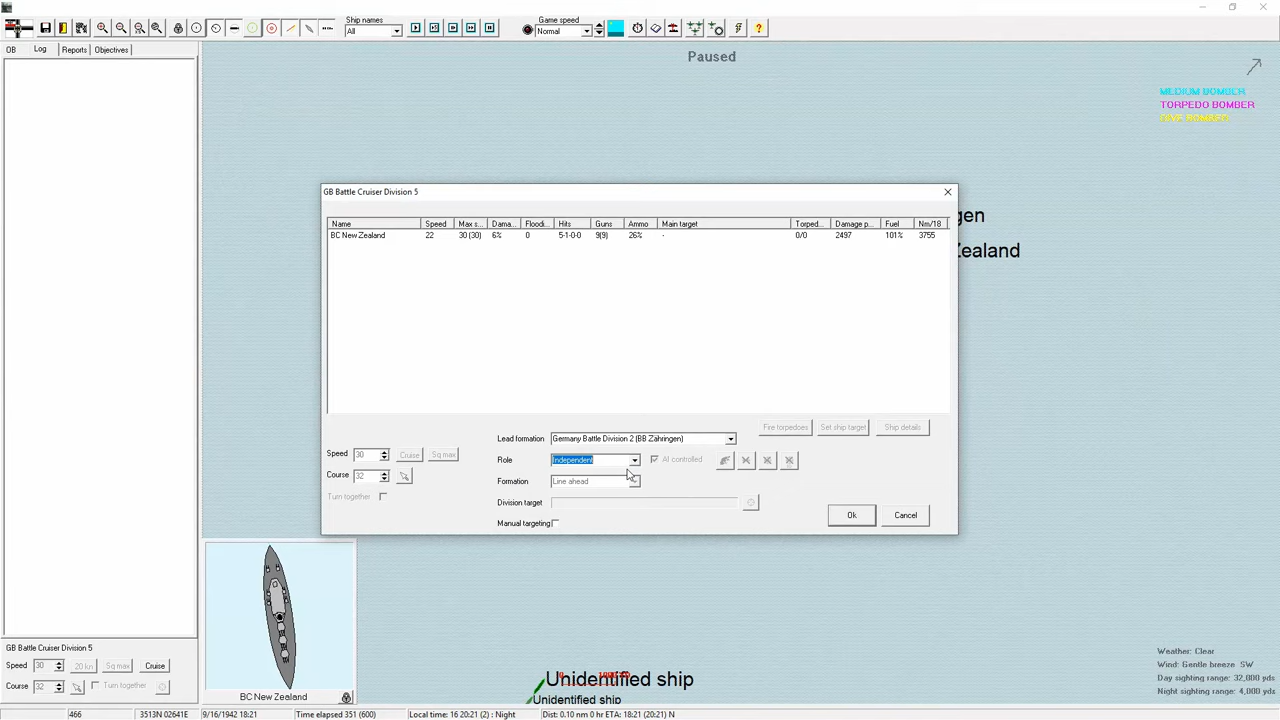 Ship names
All
Game speed
Normal
OB
Log
Reports
Objectives
Paused
MEDIUM BOMBER
TORPEDO BOMBER
DIVE BOMBER
gen
Zealand
GB Battle Cruiser Division 5
Name Speed Max s... Dama... Floodi... Hits Guns Ammo Main target Torped... Damage p... Fuel Nm/18
BC New Zealand 22 30 (30) 6% 0 5-1-0-0 9(9) 26% - 0/0 2497 101% 3755
Fire torpedoes Set ship target Ship details
Lead formation Germany Battle Division 2 (BB Zähringen)
Speed 30 Cruise Sq max
Role Independent AI controlled
Course 32
Formation Line ahead
Turn together
Division target
Manual targeting
Ok Cancel
BC New Zealand
GB Battle Cruiser Division 5
Speed 30 20 kn Sq max Cruise
Course 32 Turn together
Unidentified ship
Unidentified ship
Weather: Clear
Wind: Gentle breeze SW
Day sighting range: 32,000 yds
Night sighting range: 4,000 yds
466 3513N 02641E 9/16/1942 18:21 Time elapsed 351 (600) Local time: 16 20:21 (2) : Night Dist: 0.10 nm 0 hr ETA: 18:21 (20:21) N